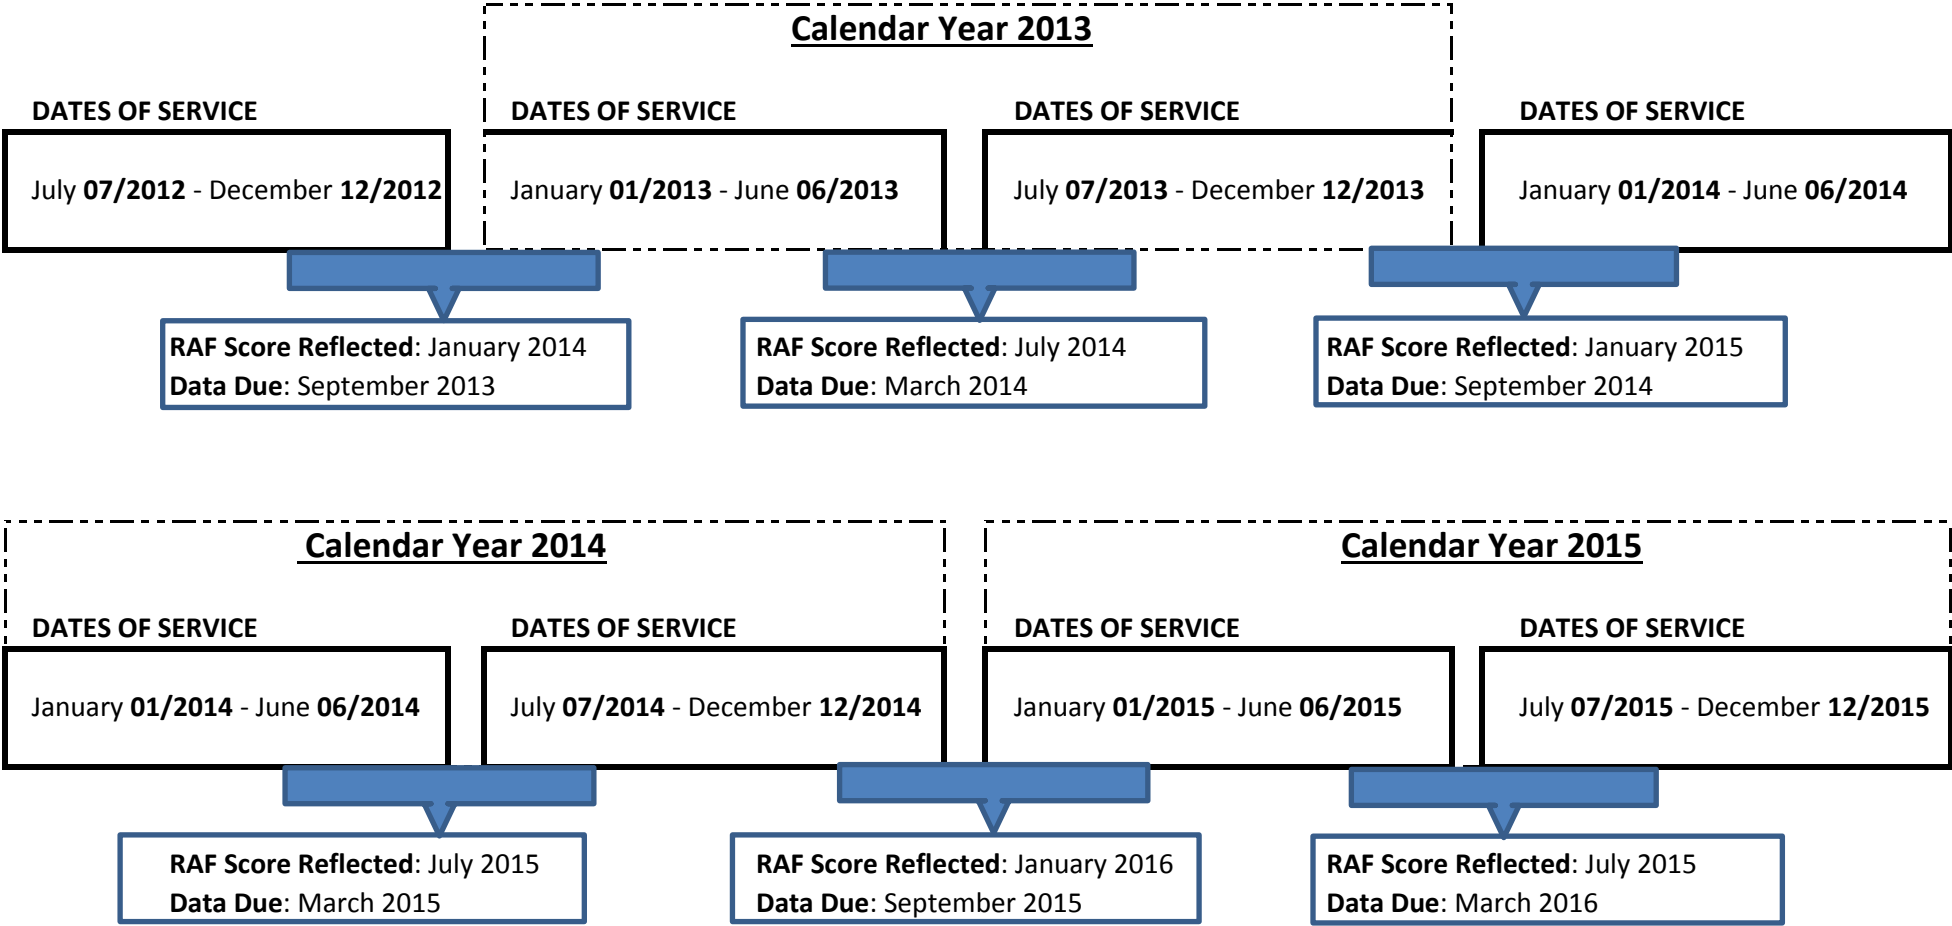 Calendar Year 2013
DATES OF SERVICE
DATES OF SERVICE
DATES OF SERVICE
DATES OF SERVICE
July 07/2012 - December 12/2012
January 01/2013 - June 06/2013
July 07/2013 - December 12/2013
January 01/2014 - June 06/2014
RAF Score Reflected: January 2014
Data Due: September 2013
RAF Score Reflected: July 2014
Data Due: March 2014
RAF Score Reflected: January 2015
Data Due: September 2014
Calendar Year 2014
Calendar Year 2015
DATES OF SERVICE
DATES OF SERVICE
DATES OF SERVICE
DATES OF SERVICE
January 01/2014 - June 06/2014
July 07/2014 - December 12/2014
January 01/2015 - June 06/2015
July 07/2015 - December 12/2015
RAF Score Reflected: July 2015
Data Due: March 2015
RAF Score Reflected: January 2016
Data Due: September 2015
RAF Score Reflected: July 2015
Data Due: March 2016